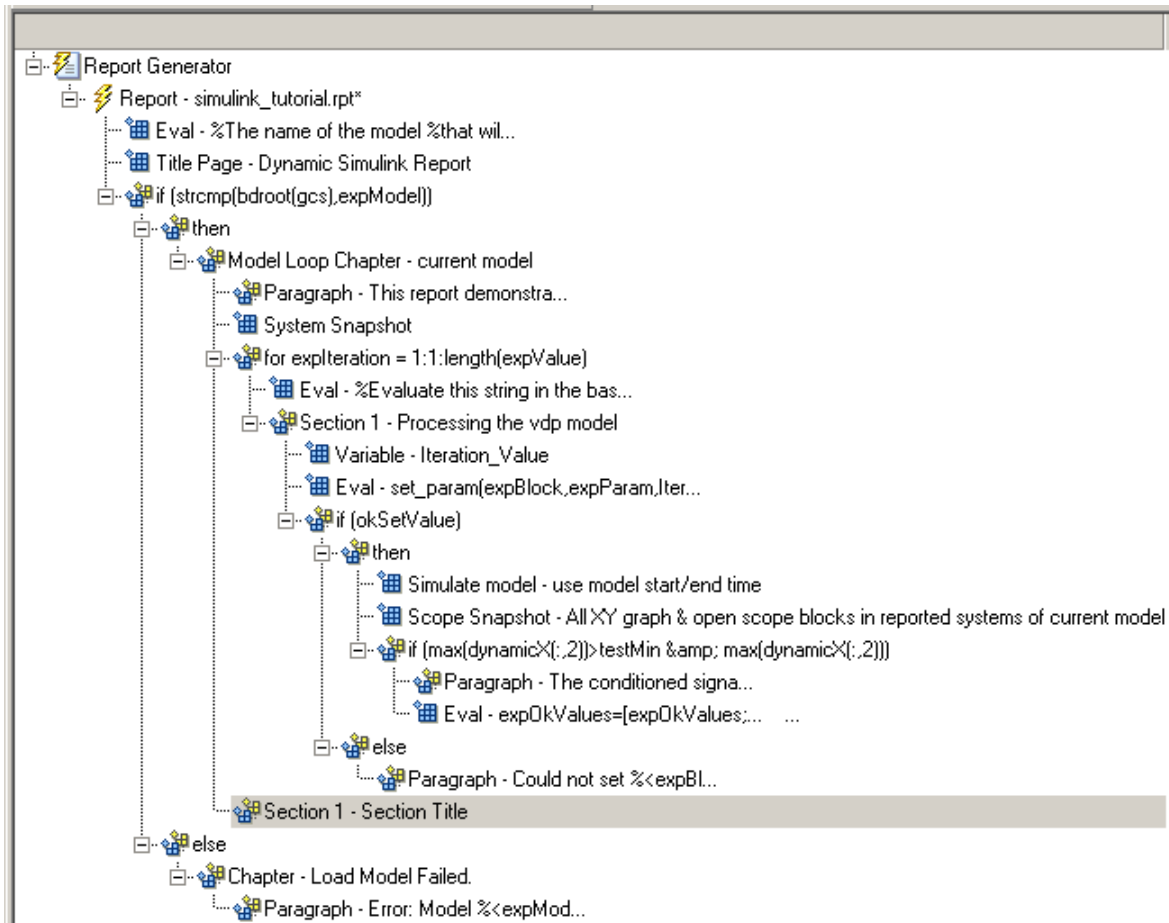 Report Generator
Report - simulink_tutorial.rpt*
Eval - %The name of the model %that wil...
Title Page - Dynamic Simulink Report
if (strcmp(bdroot(gcs),expModel))
then
Model Loop Chapter - current model
Paragraph - This report demonstra...
System Snapshot
for expIteration = 1:1:length(expValue)
Eval - %Evaluate this string in the bas...
Section 1 - Processing the vdp model
Variable - Iteration_Value
Eval - set_param(expBlock,expParam,Iter...
if (okSetValue)
then
Simulate model - use model start/end time
Scope Snapshot - All XY graph & open scope blocks in reported systems of current model
if (max(dynamicX(:,2))>testMin &amp; max(dynamicX(:,2)))
Paragraph - The conditioned signa...
Eval - expOkValues=[expOkValues;... ...
else
Paragraph - Could not set %<expBl...
Section 1 - Section Title
else
Chapter - Load Model Failed.
Paragraph - Error: Model %<expMod...